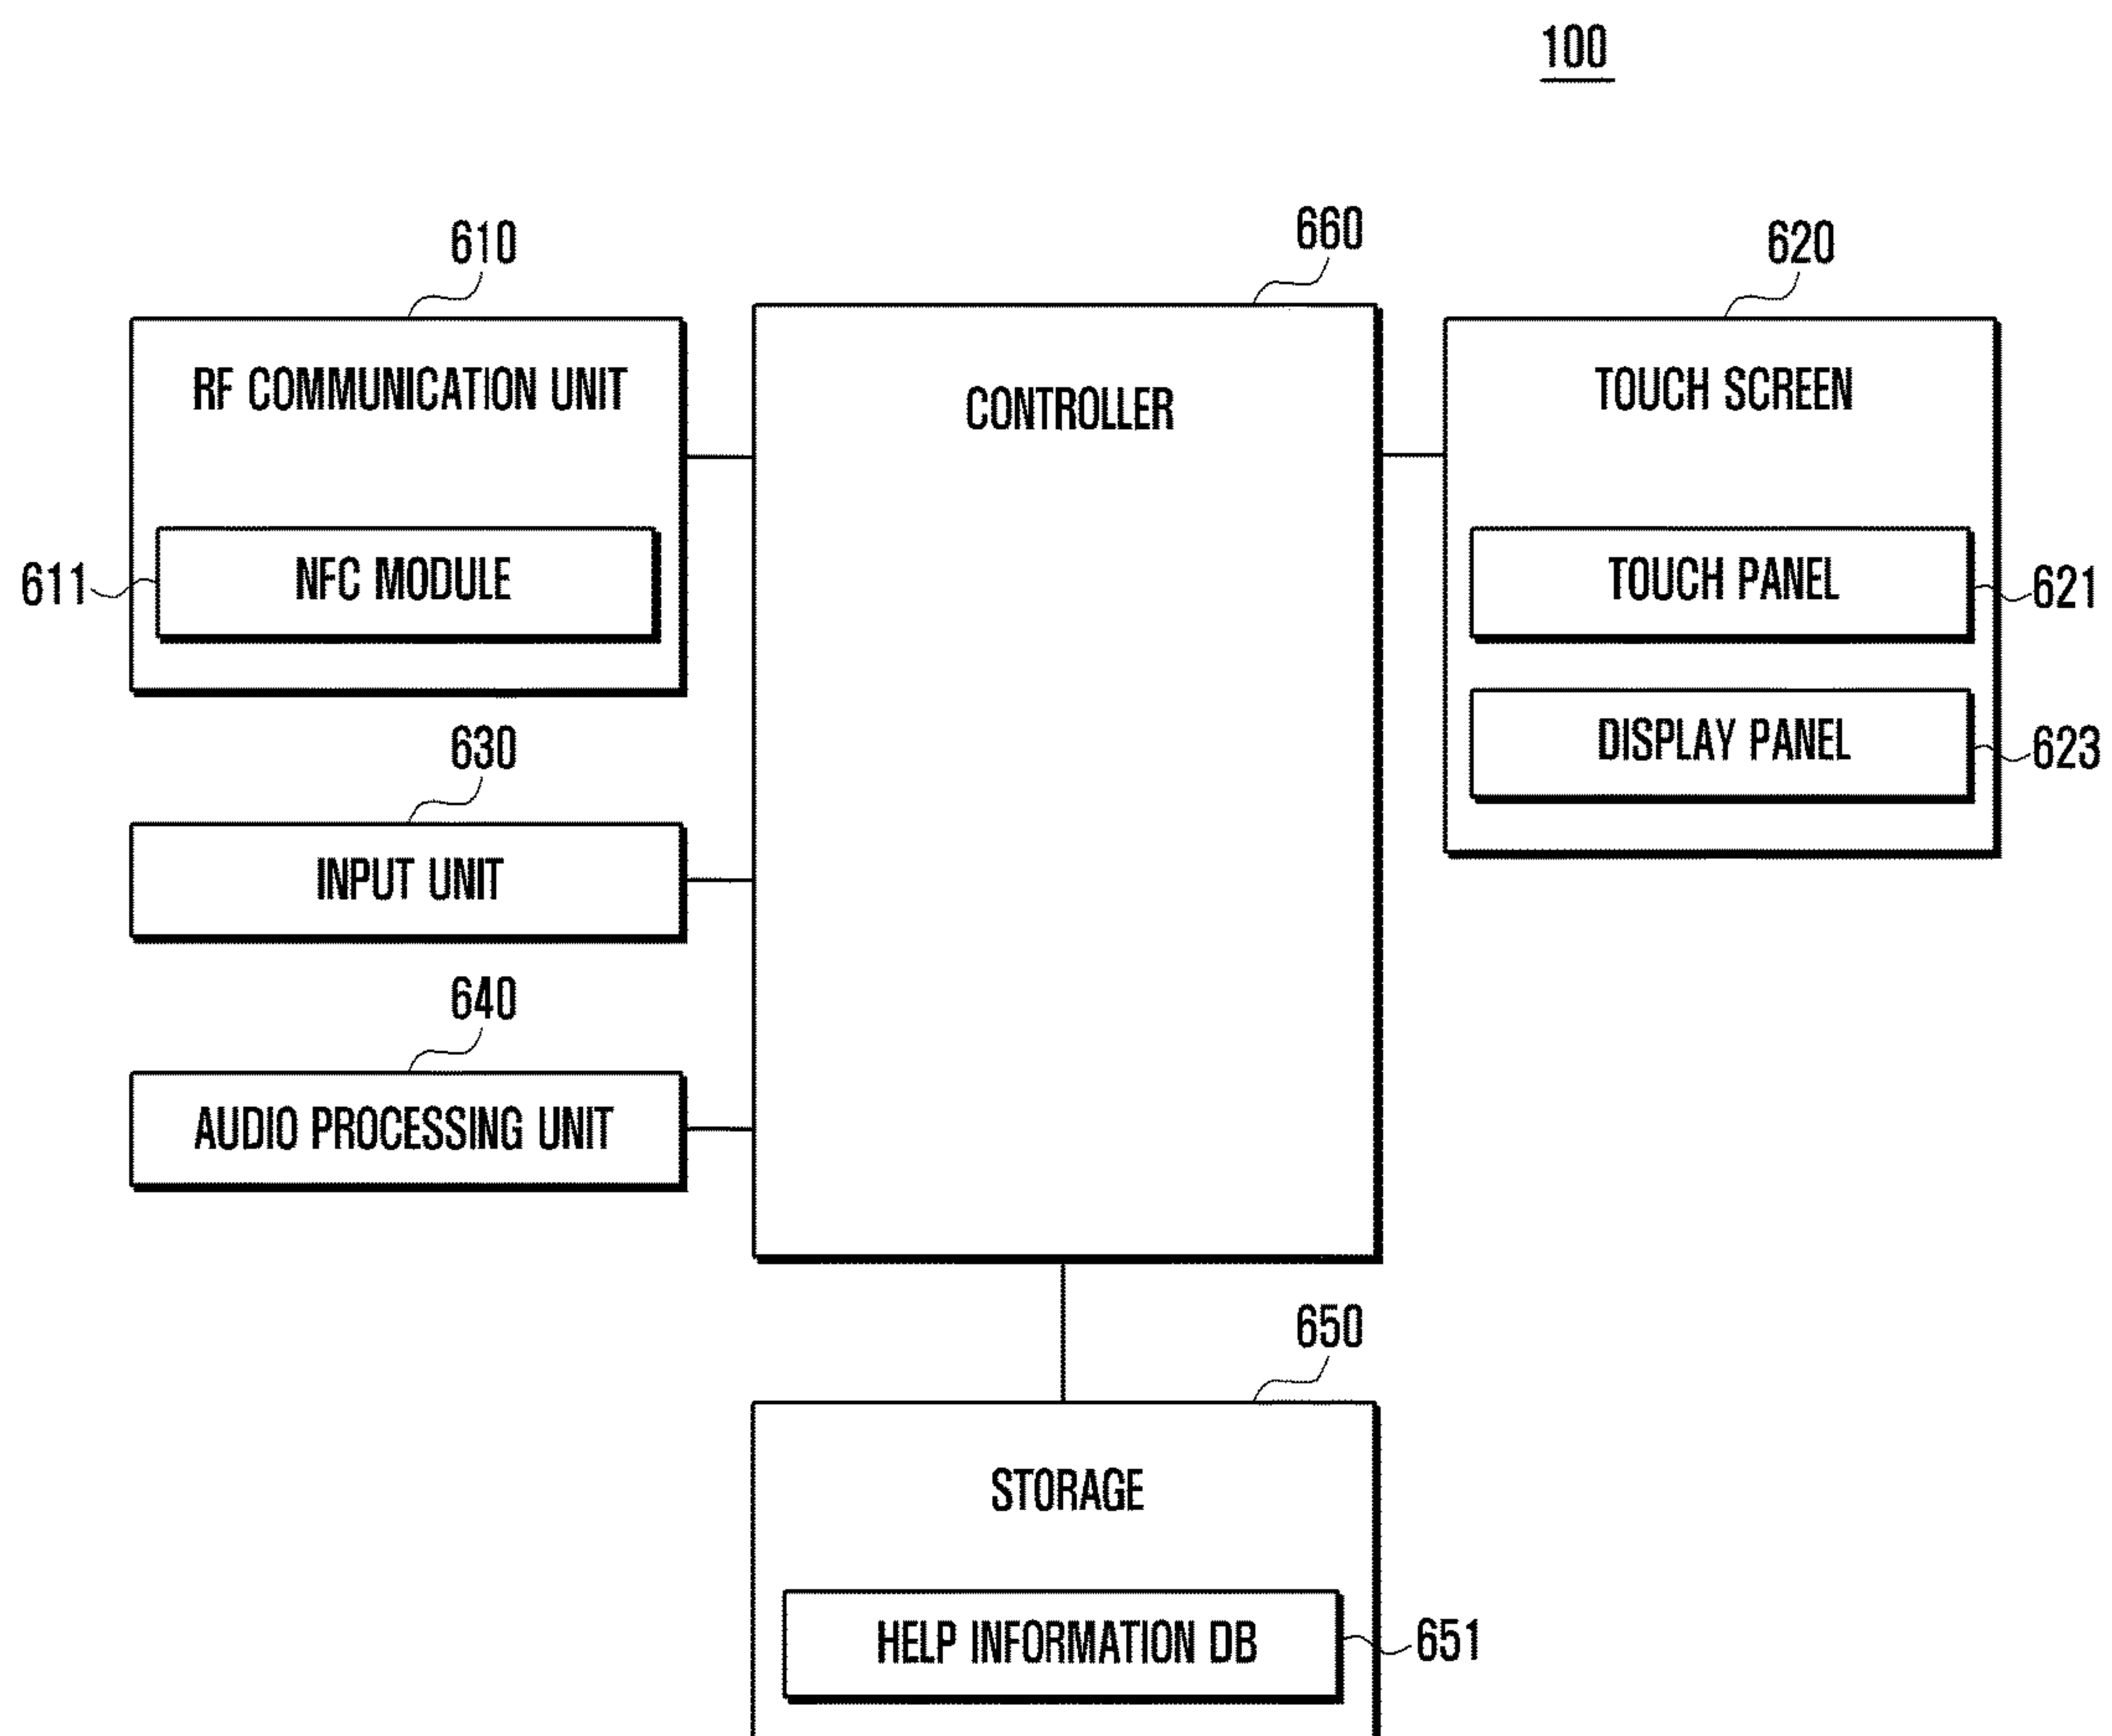 100
610
660
620
RF COMMUNICATION UNIT
CONTROLLER
TOUCH SCREEN
611
NFC MODULE
TOUCH PANEL
621
DISPLAY PANEL
623
630
INPUT UNIT
640
AUDIO PROCESSING UNIT
650
STORAGE
HELP INFORMATION DB
651